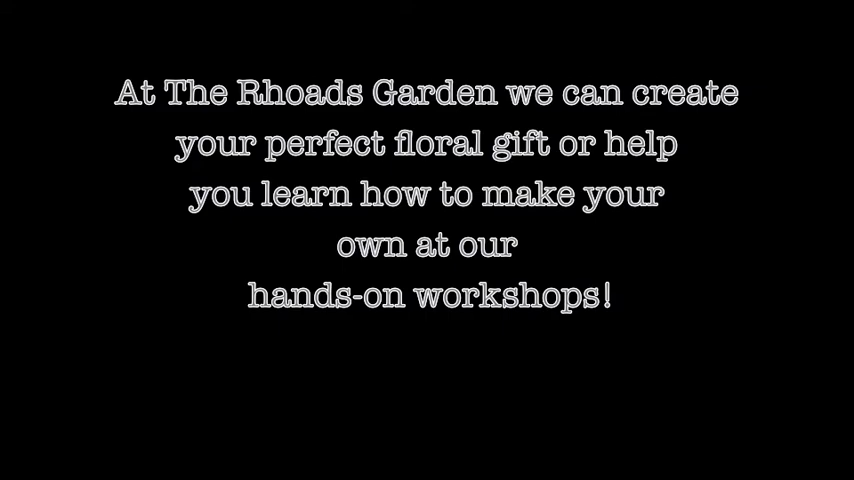 At The Rhoads Garden we can create
your perfect floral gift or help
you learn how to make your
own at our
hands-on workshops!